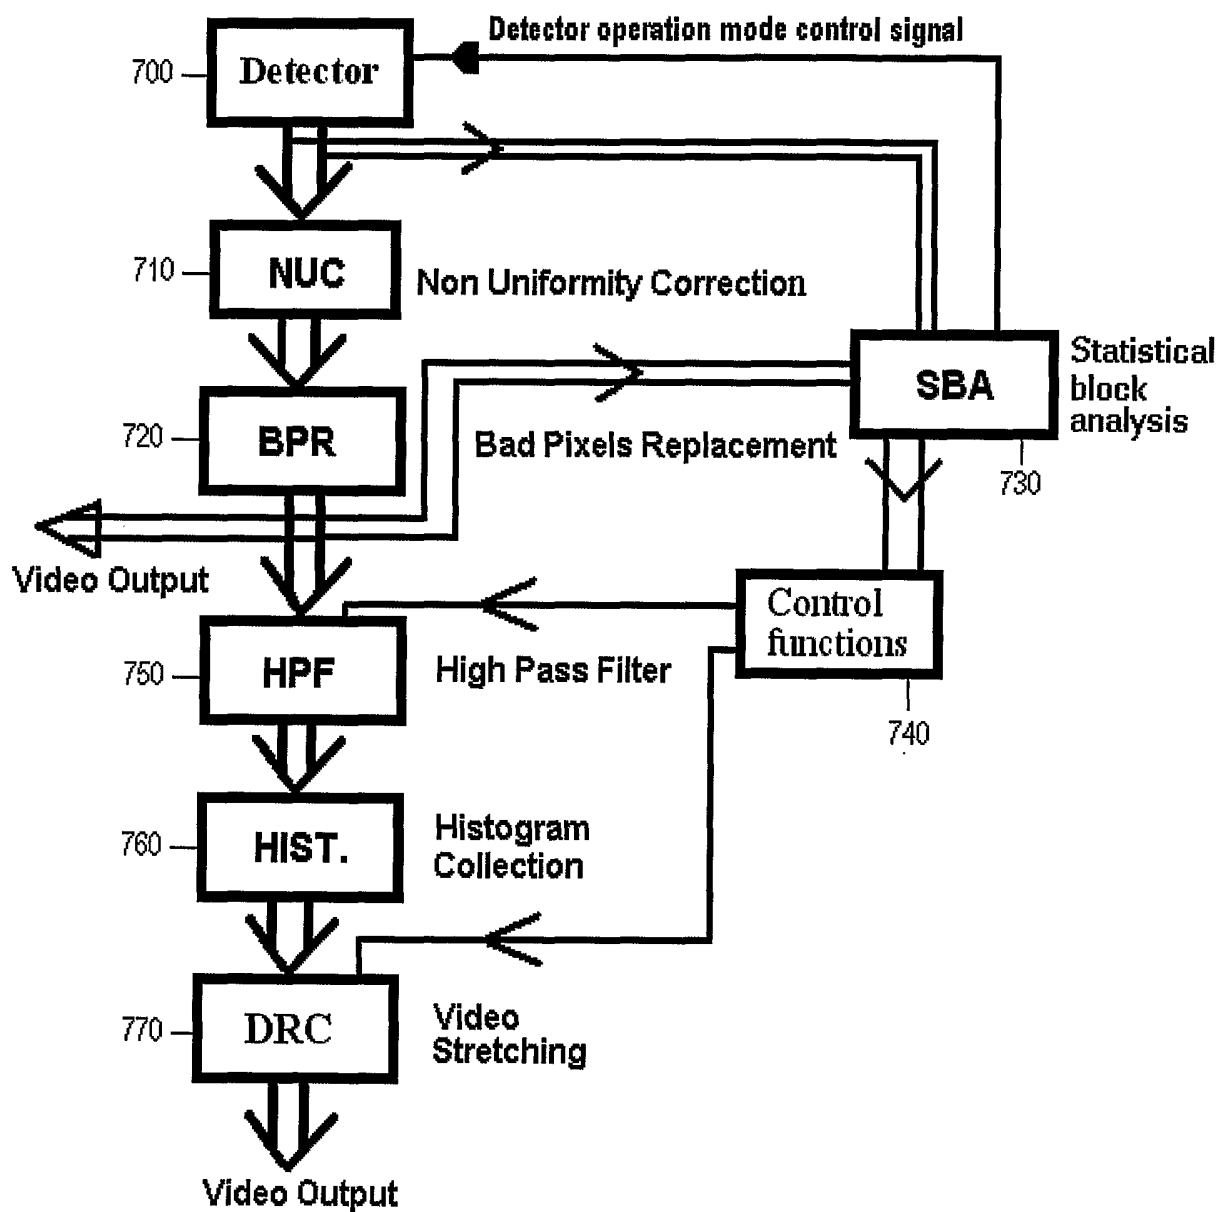 Detector operation mode control signal
700
Detector
710
NUC
Non Uniformity Correction
SBA
Statistical
block
analysis
720
BPR
Bad Pixels Replacement
730
Video Output
Control
functions
750
HPF
High Pass Filter
740
760
HIST.
Histogram
Collection
770
DRC
Video
Stretching
Video Output